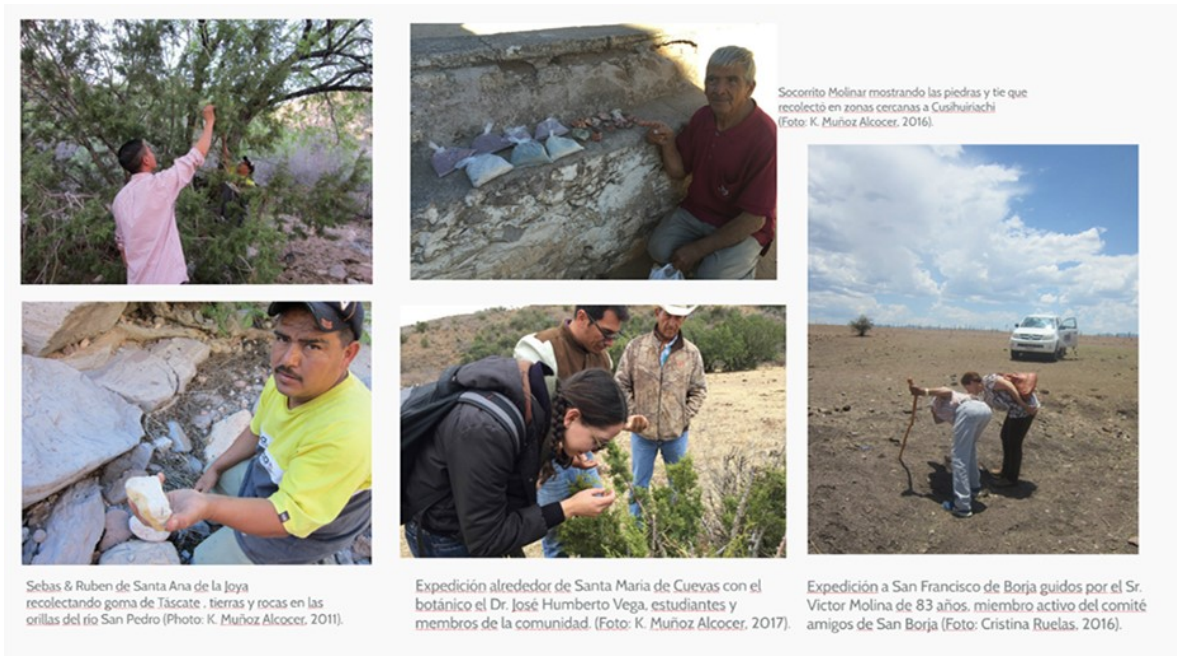 Socorrito Molinar mostrando las piedras y tie que
recolectó en zonas cercanas a Cusihuiriachi
(Foto: K. Muñoz Alcocer, 2016).
Sebas & Ruben de Santa Ana de la Joya
recolectando goma de Táscate , tierras y rocas en las
orillas del río San Pedro (Photo: K. Muñoz Alcocer, 2011).
Expedición alrededor de Santa Maria de Cuevas con el
botánico el Dr. José Humberto Vega, estudiantes y
membros de la comunidad. (Foto: K. Muñoz Alcocer, 2017).
Expedición a San Francisco de Borja guidos por el Sr.
Victor Molina de 83 años, miembro activo del comité
amigos de San Borja (Foto: Cristina Ruelas, 2016).